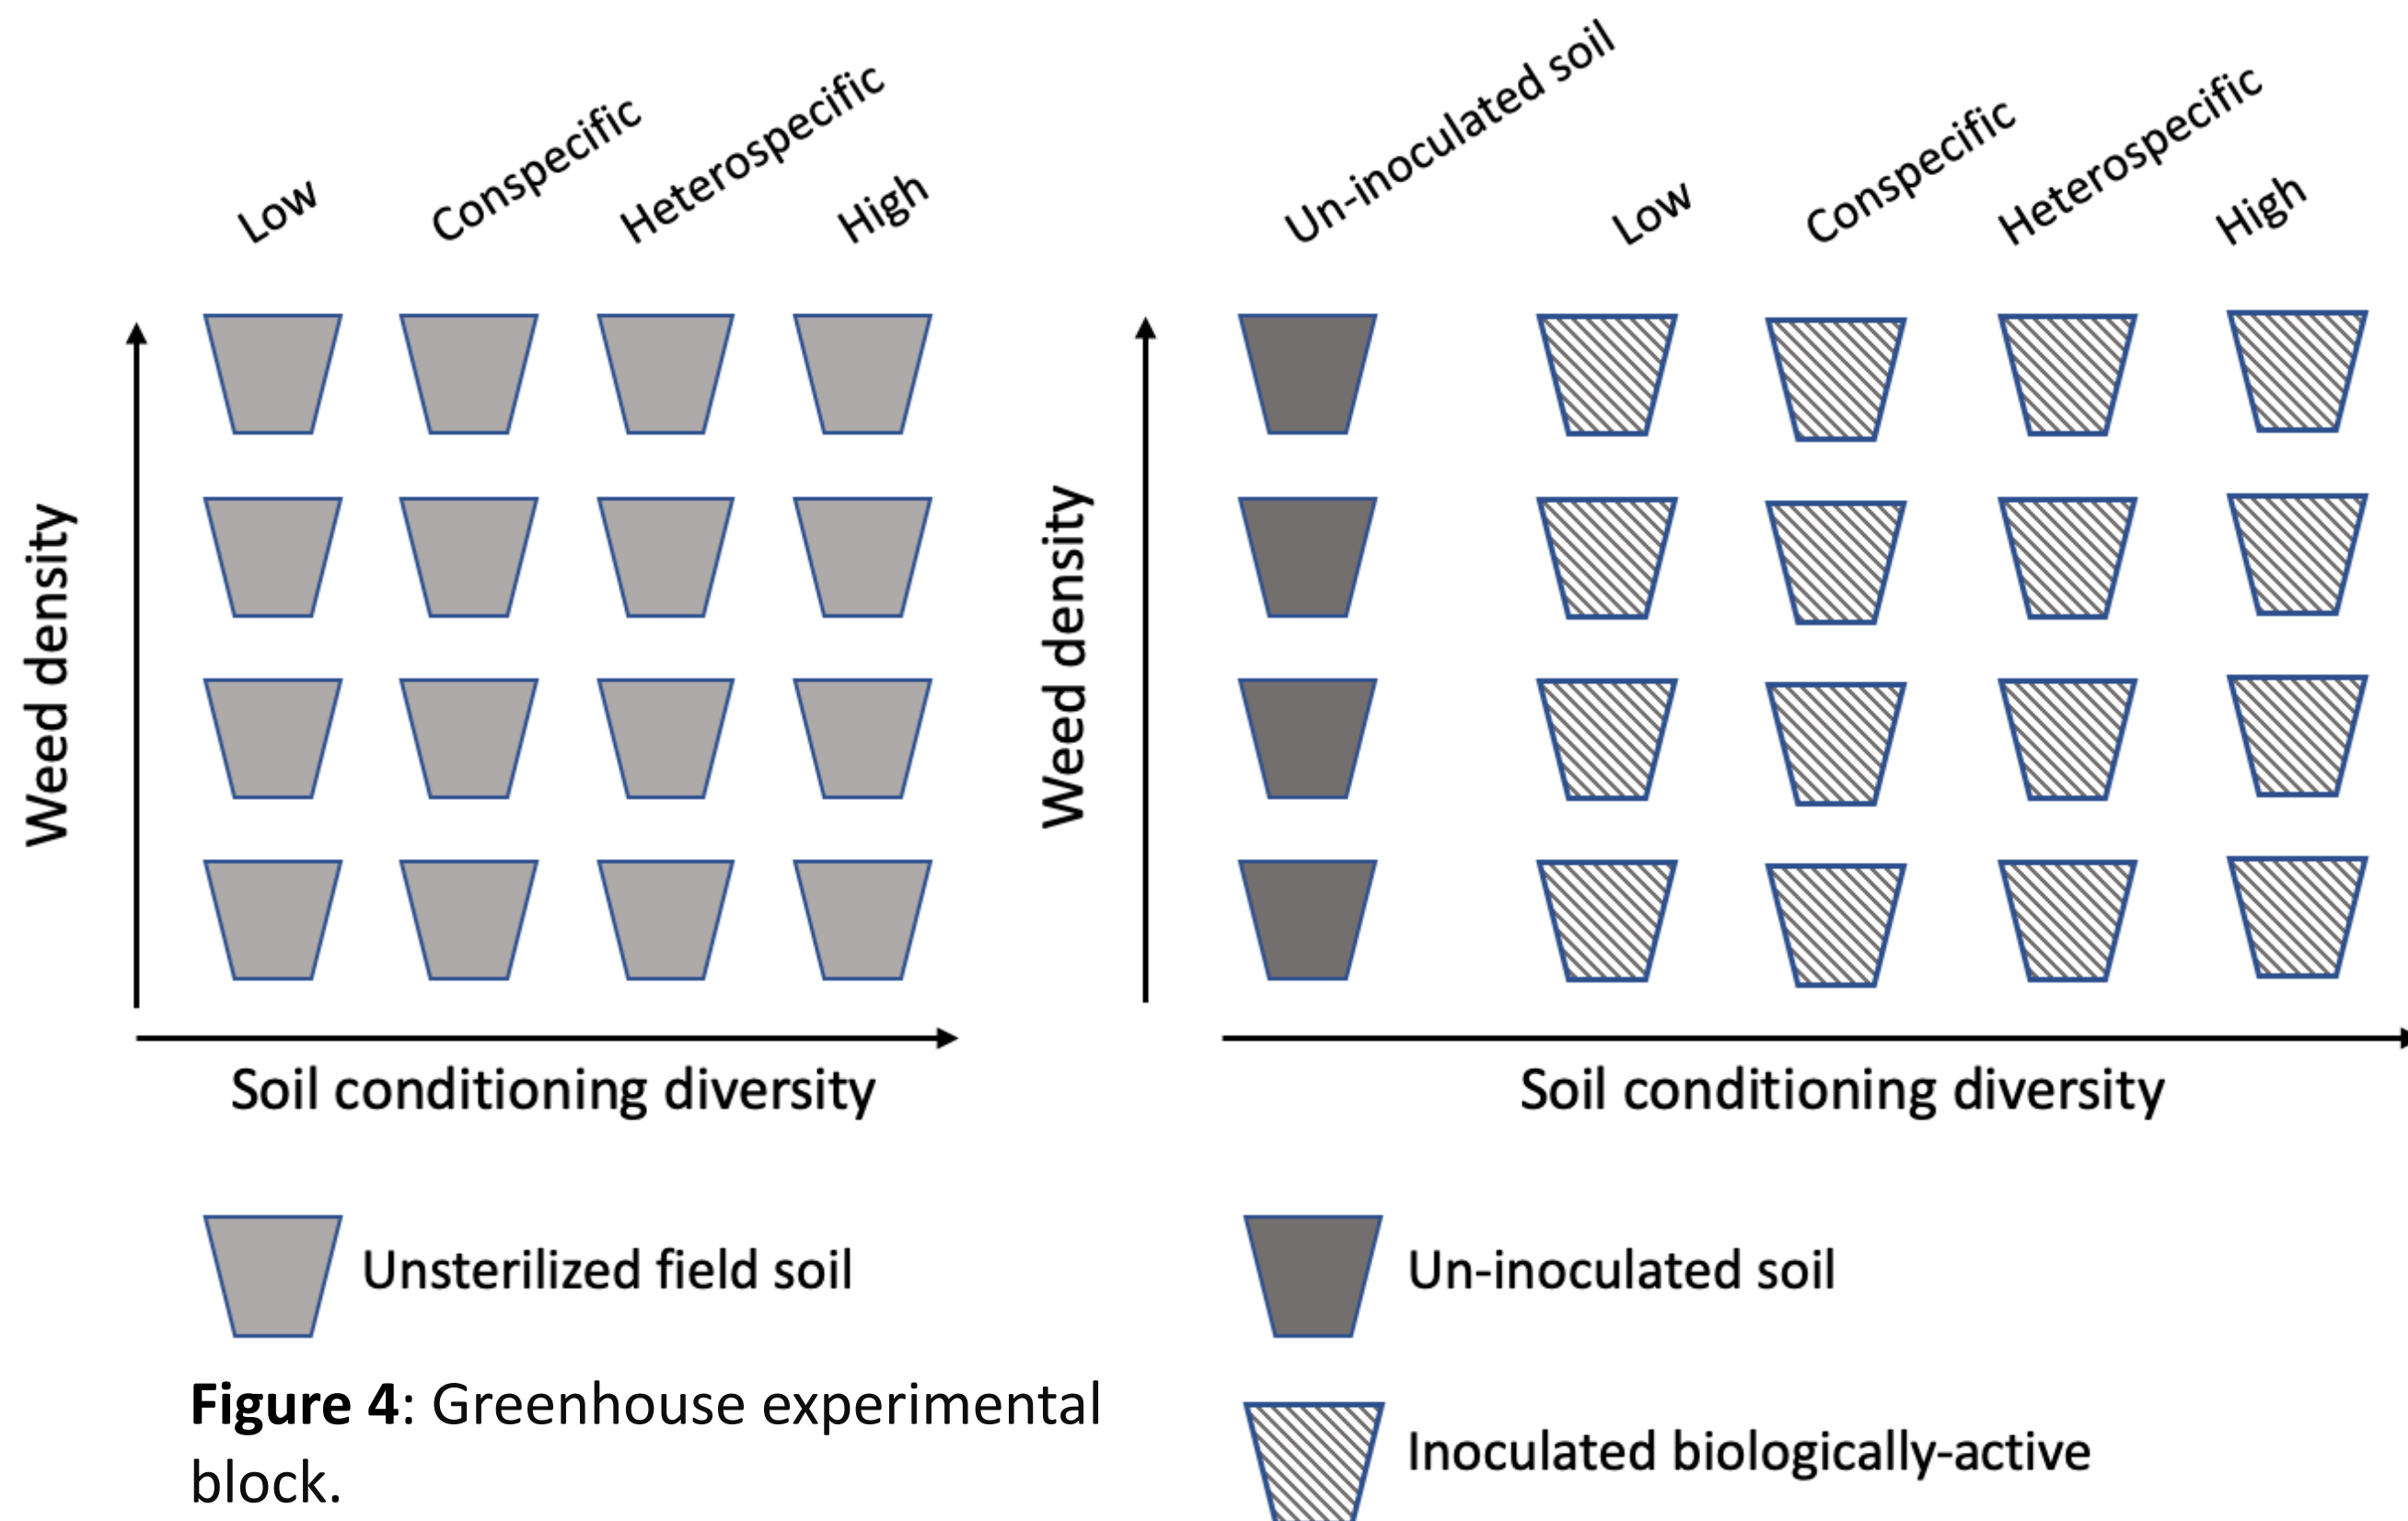 Low
Conspecific
Heterospecific
High
Un-inoculated soil
Low
Conspecific
Heterospecific
High
Weed density
Weed density
Soil conditioning diversity
Soil conditioning diversity
Unsterilized field soil
Un-inoculated soil
Figure 4: Greenhouse experimental
block.
Inoculated biologically-active